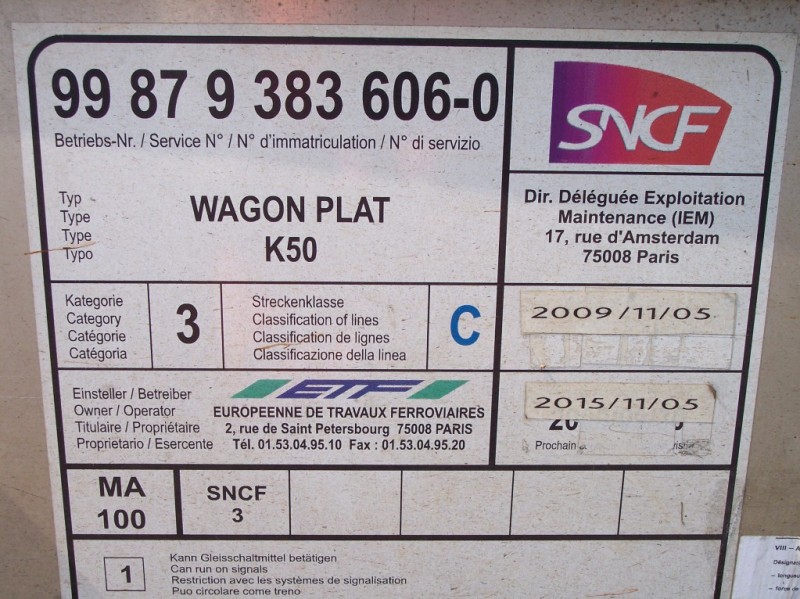 99 87 9 383 606-0
Betriebs-Nr. / Service N° / N° d'immatriculation / N° di servizio
SNCF
Typ
Type
Type
Typo
WAGON PLAT
K50
Dir. Déléguée Exploitation
Maintenance (IEM)
17, rue d'Amsterdam
75008 Paris
Kategorie
Category
Catégorie
Catégoria
3
Streckenklasse
Classification of lines
Classification de lignes
Classificazione della linea
C
2009/11/05
Einsteller / Betreiber
Owner / Operator
Titulaire / Propriétaire
Proprietario / Esercente
ETF
EUROPEENNE DE TRAVAUX FERROVIAIRES
2, rue de Saint Petersbourg 75008 PARIS
Tél. 01.53.04.95.10 Fax : 01.53.04.95.20
2015/11/05
20
Prochain
MA
100
SNCF
3
1
Kann Gleisschaltmittel betätigen
Can run on signals
Restriction avec les systèmes de signalisation
Puo circolare come treno
VIII – A